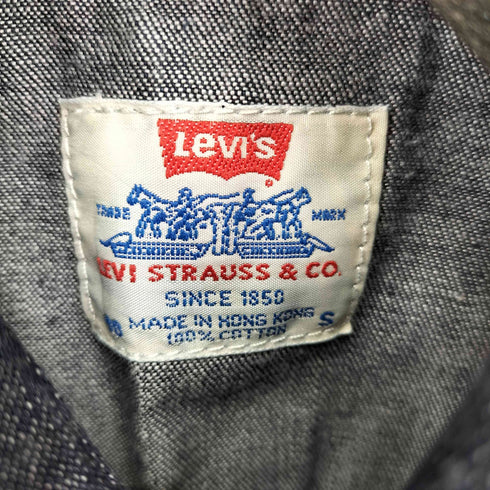 Levi's
TRADE MARK
LEVI STRAUSS & CO.
SINCE 1850
MADE IN HONG KONG S
100% COTTON